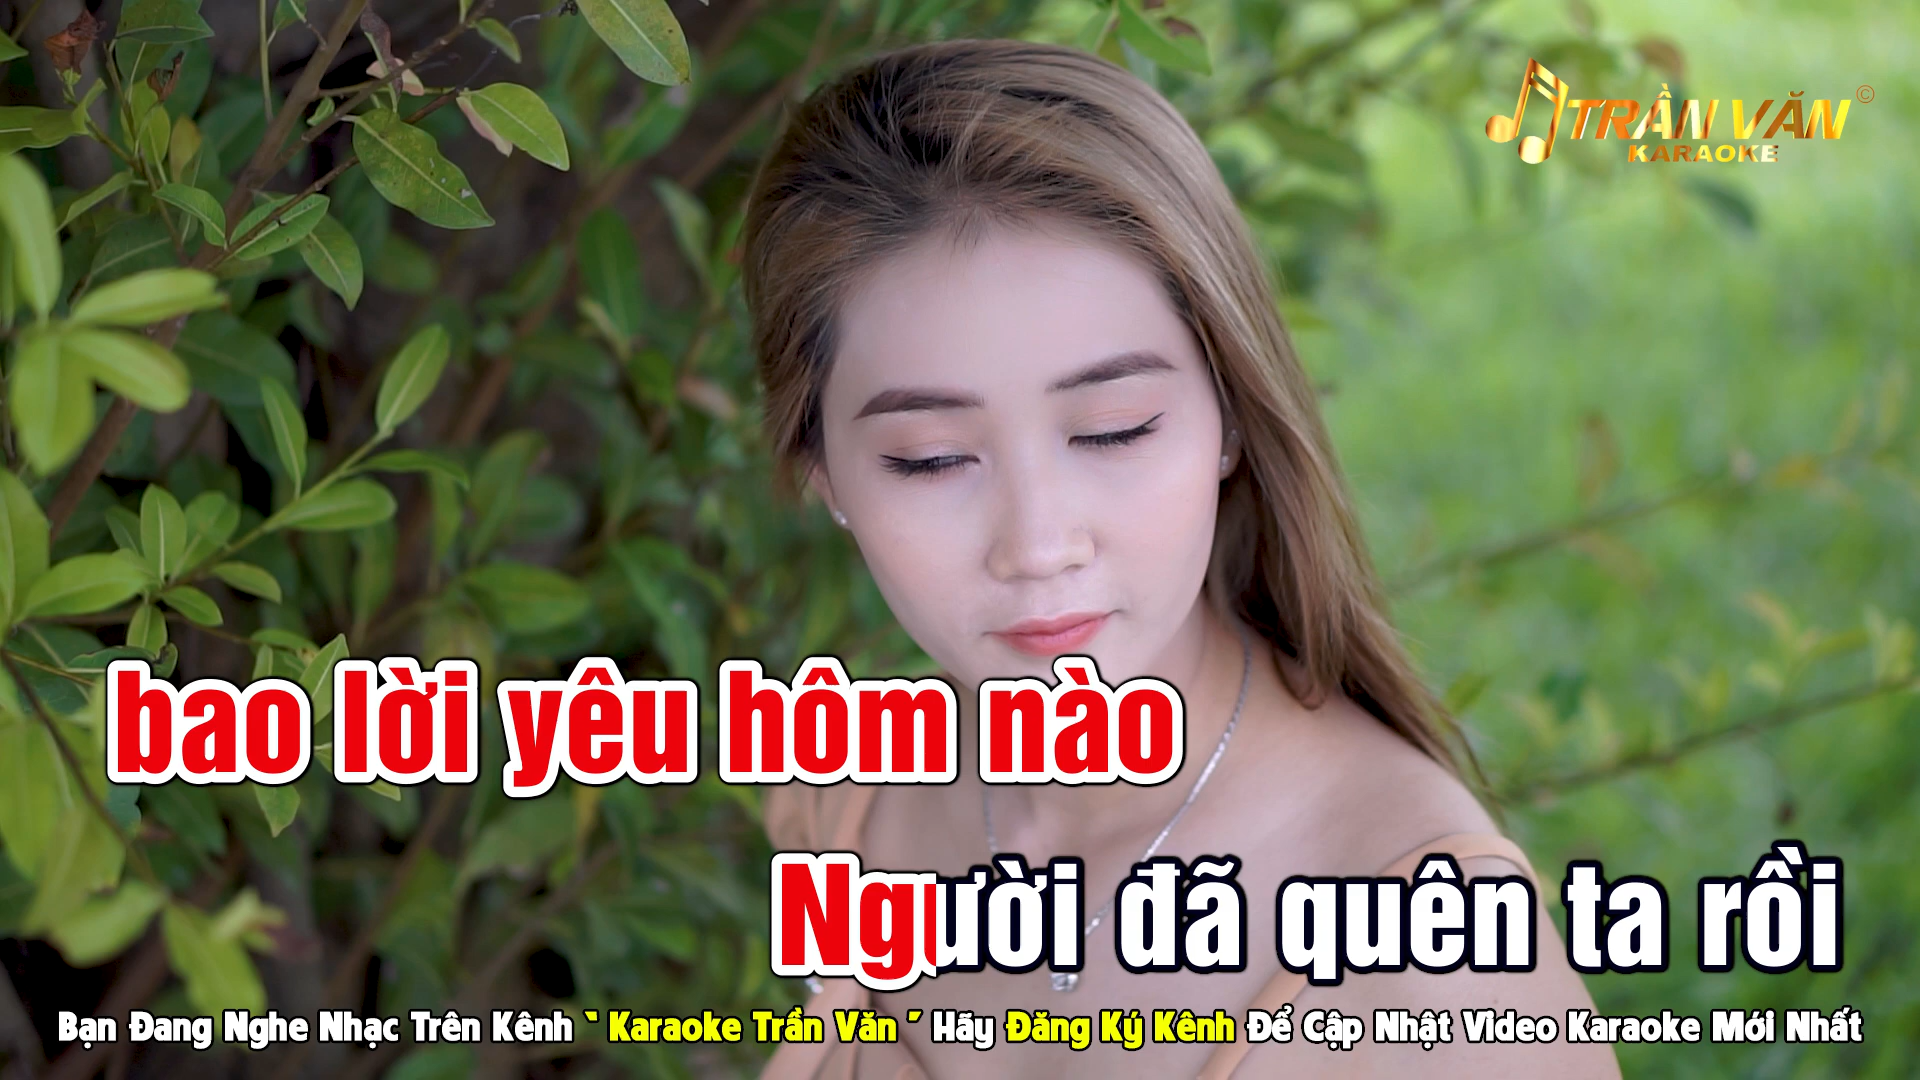 TRẦN VĂN ©
KARAOKE
bao lời yêu hôm nào
Người đã quên ta rồi
Bạn Đang Nghe Nhạc Trên Kênh ` Karaoke Trần Văn ´ Hãy Đăng Ký Kênh Để Cập Nhật Video Karaoke Mới Nhất